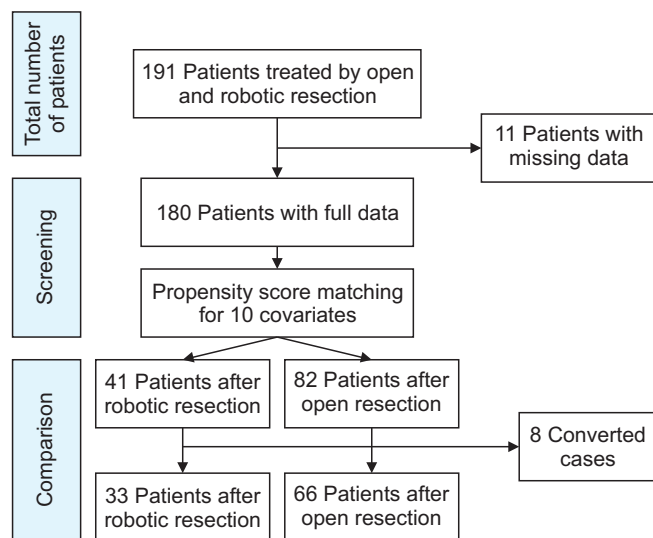 Total number
of patients
191 Patients treated by open
and robotic resection
11 Patients with
missing data
Screening
180 Patients with full data
Propensity score matching
for 10 covariates
Comparison
41 Patients after
robotic resection
82 Patients after
open resection
8 Converted
cases
33 Patients after
robotic resection
66 Patients after
open resection